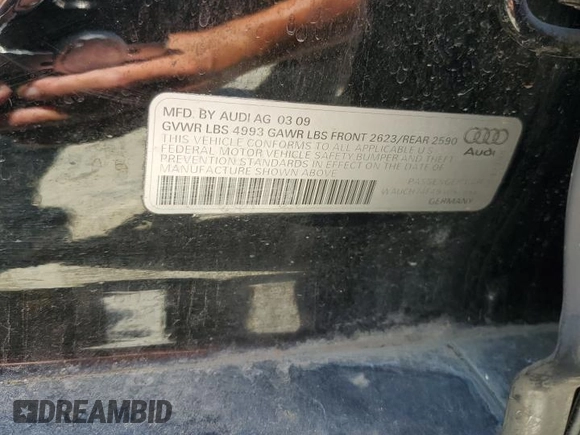 MFD. BY AUDI AG 03 09
GVWR LBS 4993 GAWR LBS FRONT 2623/REAR 2590
THIS VEHICLE CONFORMS TO ALL APPLICABLE U.S.
FEDERAL MOTOR VEHICLE SAFETY BUMPER AND THEFT
PREVENTION STANDARDS IN EFFECT ON THE DATE OF
MANUFACTURE SHOWN ABOVE.
Audi
GERMANY
DREAMBID